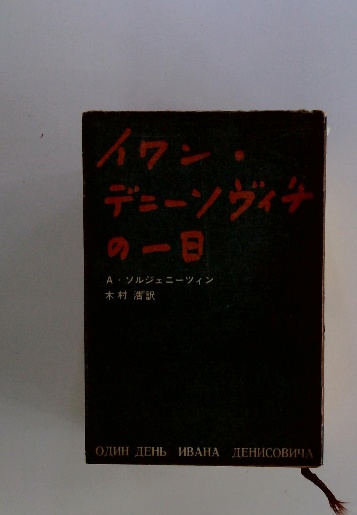 イワン・
デニーソヴィチ
の一日
A・ソルジェニーツィン
木村 浩訳
ОДИН ДЕНЬ ИВАНА ДЕНИСОВИЧА